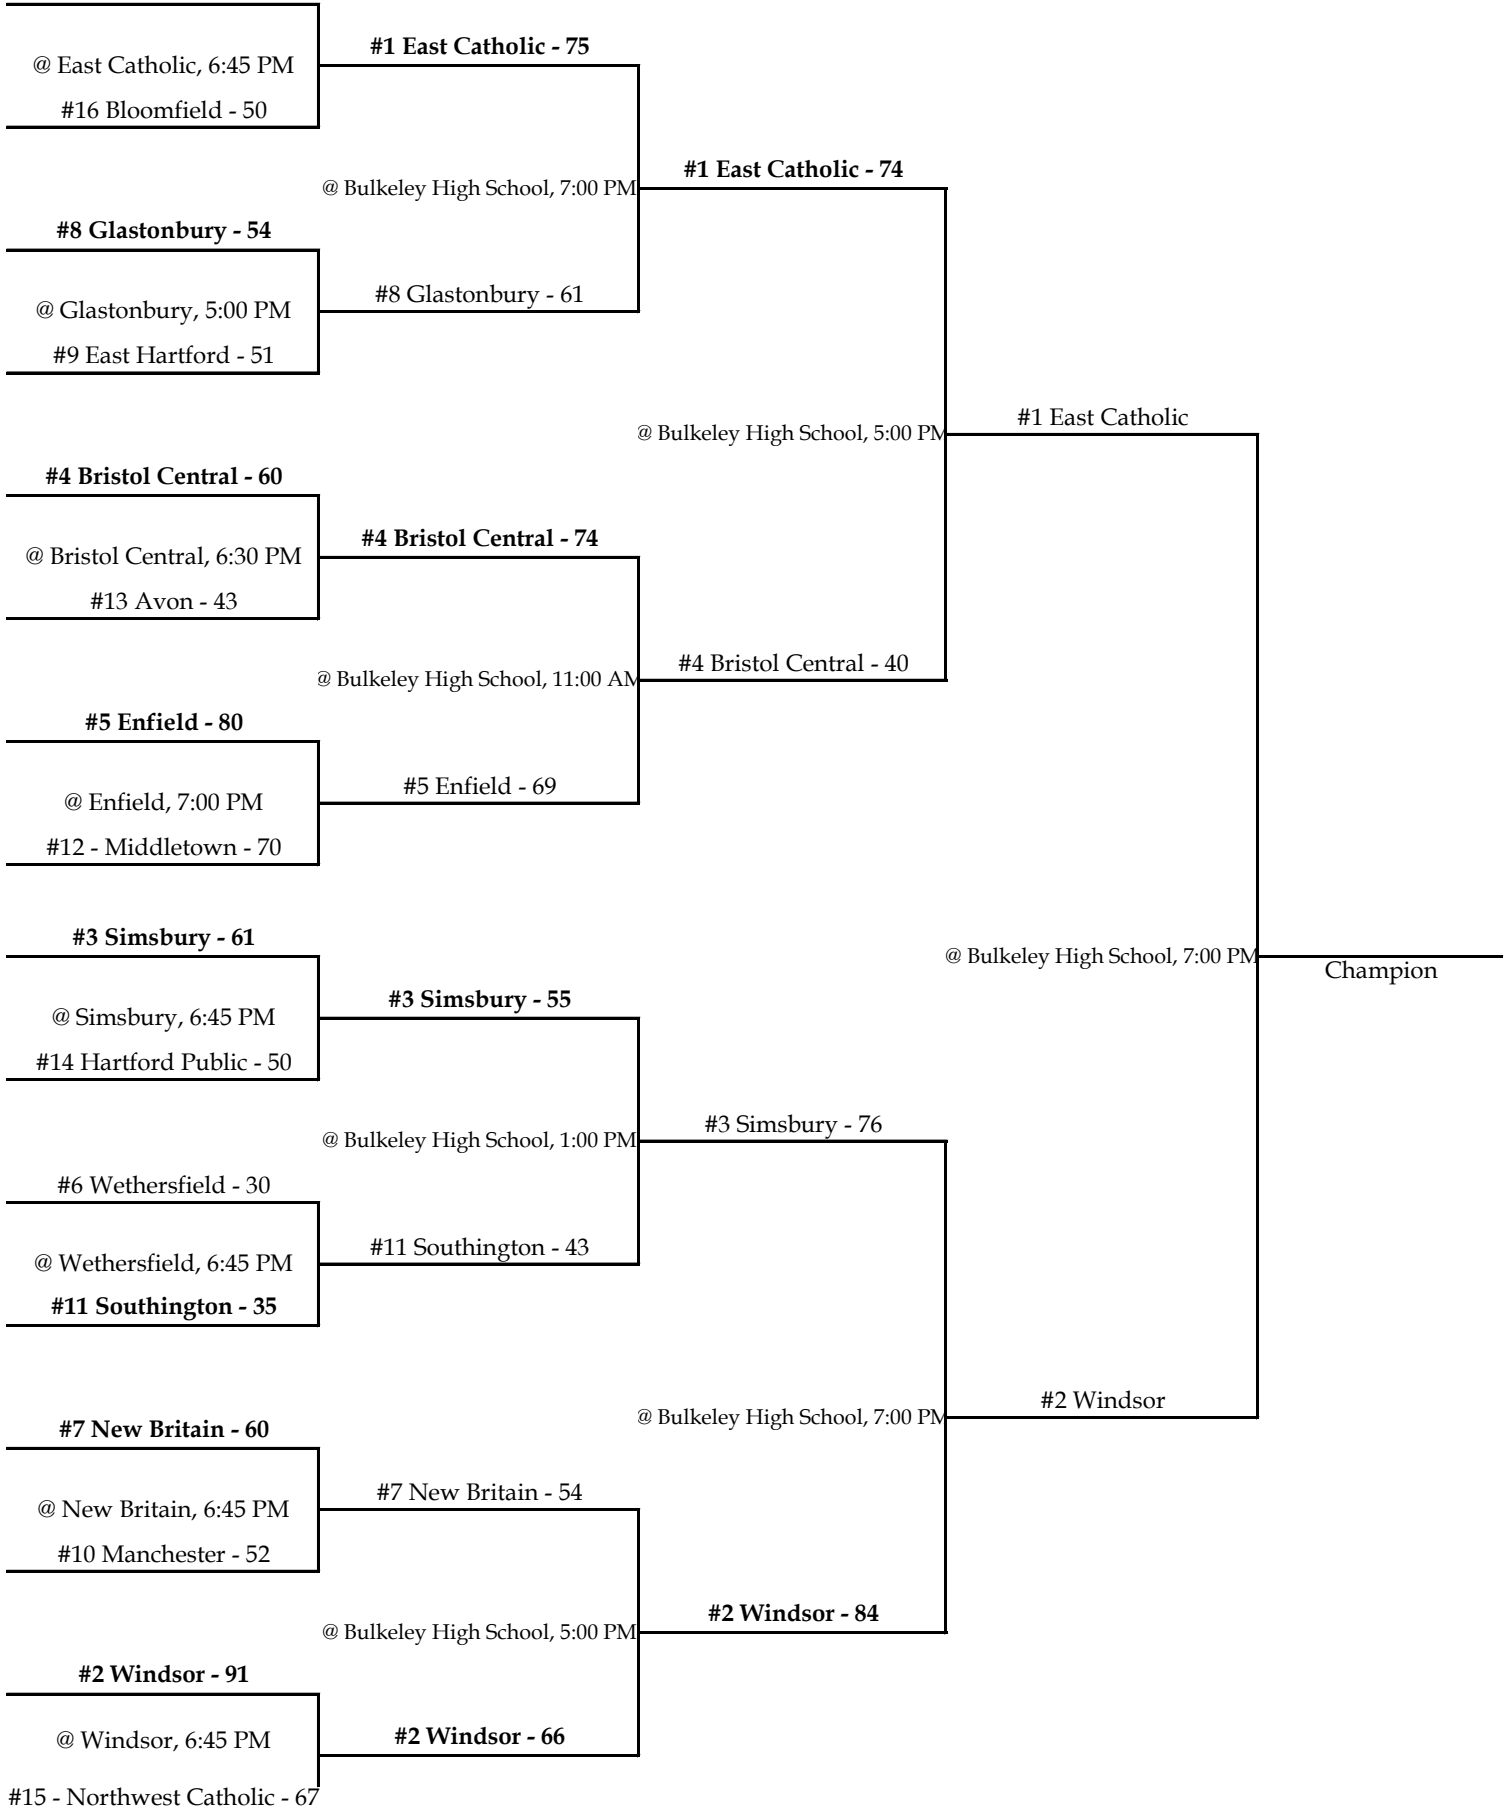 #1 East Catholic - 75
@ East Catholic, 6:45 PM
#16 Bloomfield - 50
#1 East Catholic - 74
@ Bulkeley High School, 7:00 PM
#8 Glastonbury - 54
#8 Glastonbury - 61
@ Glastonbury, 5:00 PM
#9 East Hartford - 51
#1 East Catholic
@ Bulkeley High School, 5:00 PM
#4 Bristol Central - 60
#4 Bristol Central - 74
@ Bristol Central, 6:30 PM
#13 Avon - 43
#4 Bristol Central - 40
@ Bulkeley High School, 11:00 AM
#5 Enfield - 80
#5 Enfield - 69
@ Enfield, 7:00 PM
#12 - Middletown - 70
#3 Simsbury - 61
@ Bulkeley High School, 7:00 PM
Champion
#3 Simsbury - 55
@ Simsbury, 6:45 PM
#14 Hartford Public - 50
#3 Simsbury - 76
@ Bulkeley High School, 1:00 PM
#6 Wethersfield - 30
#11 Southington - 43
@ Wethersfield, 6:45 PM
#11 Southington - 35
#2 Windsor
@ Bulkeley High School, 7:00 PM
#7 New Britain - 60
#7 New Britain - 54
@ New Britain, 6:45 PM
#10 Manchester - 52
#2 Windsor - 84
@ Bulkeley High School, 5:00 PM
#2 Windsor - 91
#2 Windsor - 66
@ Windsor, 6:45 PM
#15 - Northwest Catholic - 67